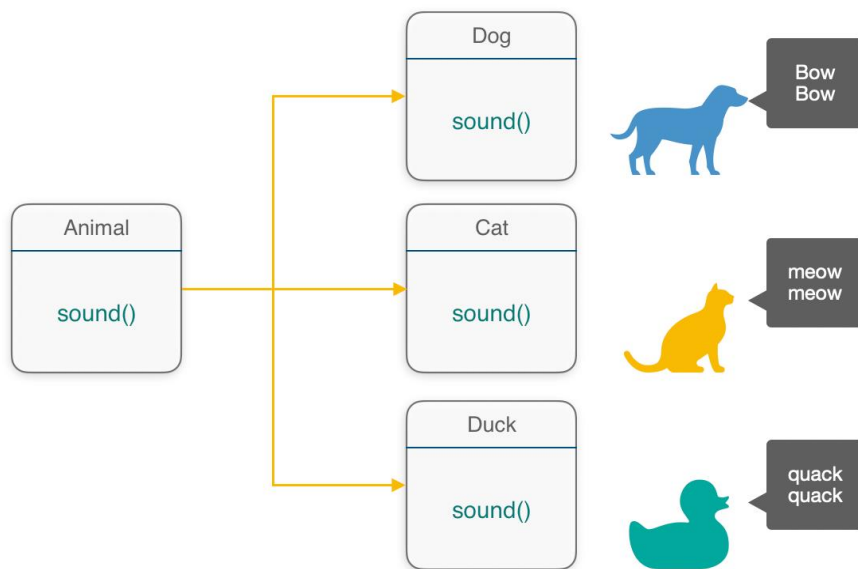 Dog
sound()
Bow
Bow
Animal
sound()
Cat
sound()
meow
meow
Duck
sound()
quack
quack